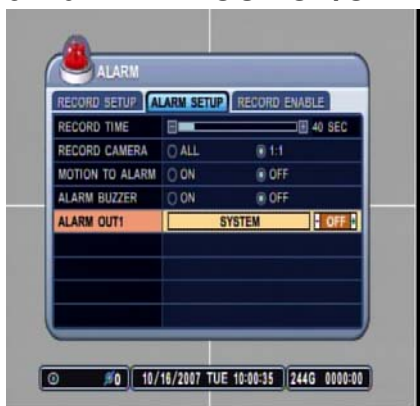 ALARM
RECORD SETUP ALARM SETUP RECORD ENABLE
RECORD TIME 40 SEC
RECORD CAMERA ALL 1:1
MOTION TO ALARM ON OFF
ALARM BUZZER ON OFF
ALARM OUT1 SYSTEM - OFF +
0 10/16/2007 TUE 10:00:35 244G 0000:00